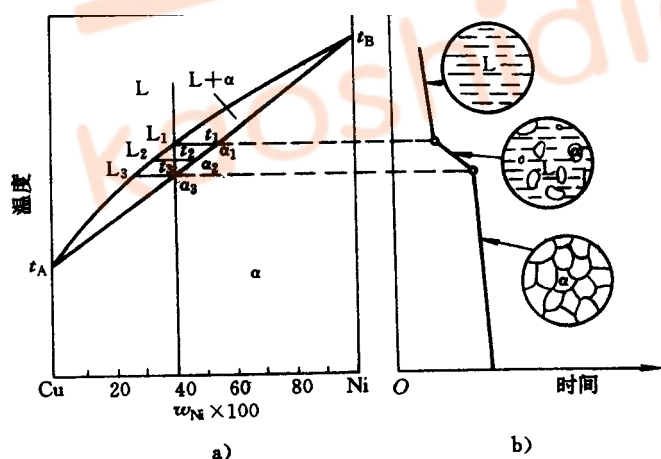 kaoshidi
t_B
L
L+α
L₁
t₁
α₁
L₂
t₂
α₂
L₃
t₃
α₃
温度
t_A
α
Cu
20
40
60
80
Ni
w_Ni×100
a)
L
α
L
α
O
时间
b)